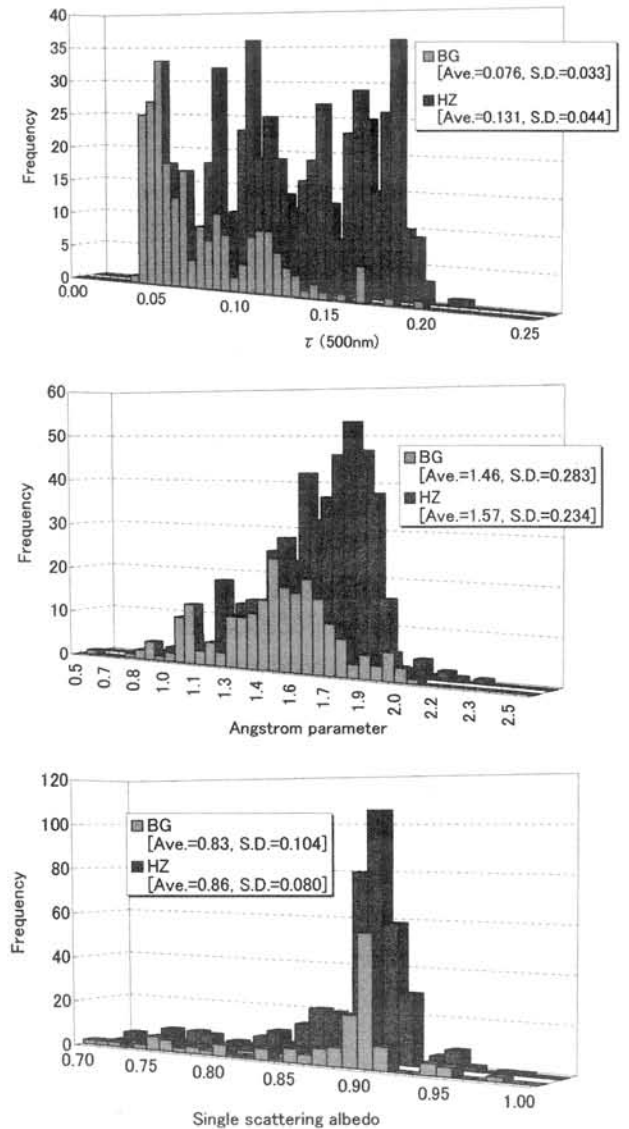 40
35
30
25
20
15
10
5
0
Frequency
0.00
0.05
0.10
0.15
0.20
0.25
τ (500nm)
BG
[Ave.=0.076, S.D.=0.033]
HZ
[Ave.=0.131, S.D.=0.044]
60
50
40
30
20
10
0
Frequency
0.5
0.7
0.8
1.0
1.1
1.3
1.4
1.6
1.7
1.9
2.0
2.2
2.3
2.5
Angstrom parameter
BG
[Ave.=1.46, S.D.=0.283]
HZ
[Ave.=1.57, S.D.=0.234]
120
100
80
60
40
20
0
Frequency
0.70
0.80
0.85
0.90
0.95
1.00
Single scattering albedo
BG
[Ave.=0.83, S.D.=0.104]
HZ
[Ave.=0.86, S.D.=0.080]